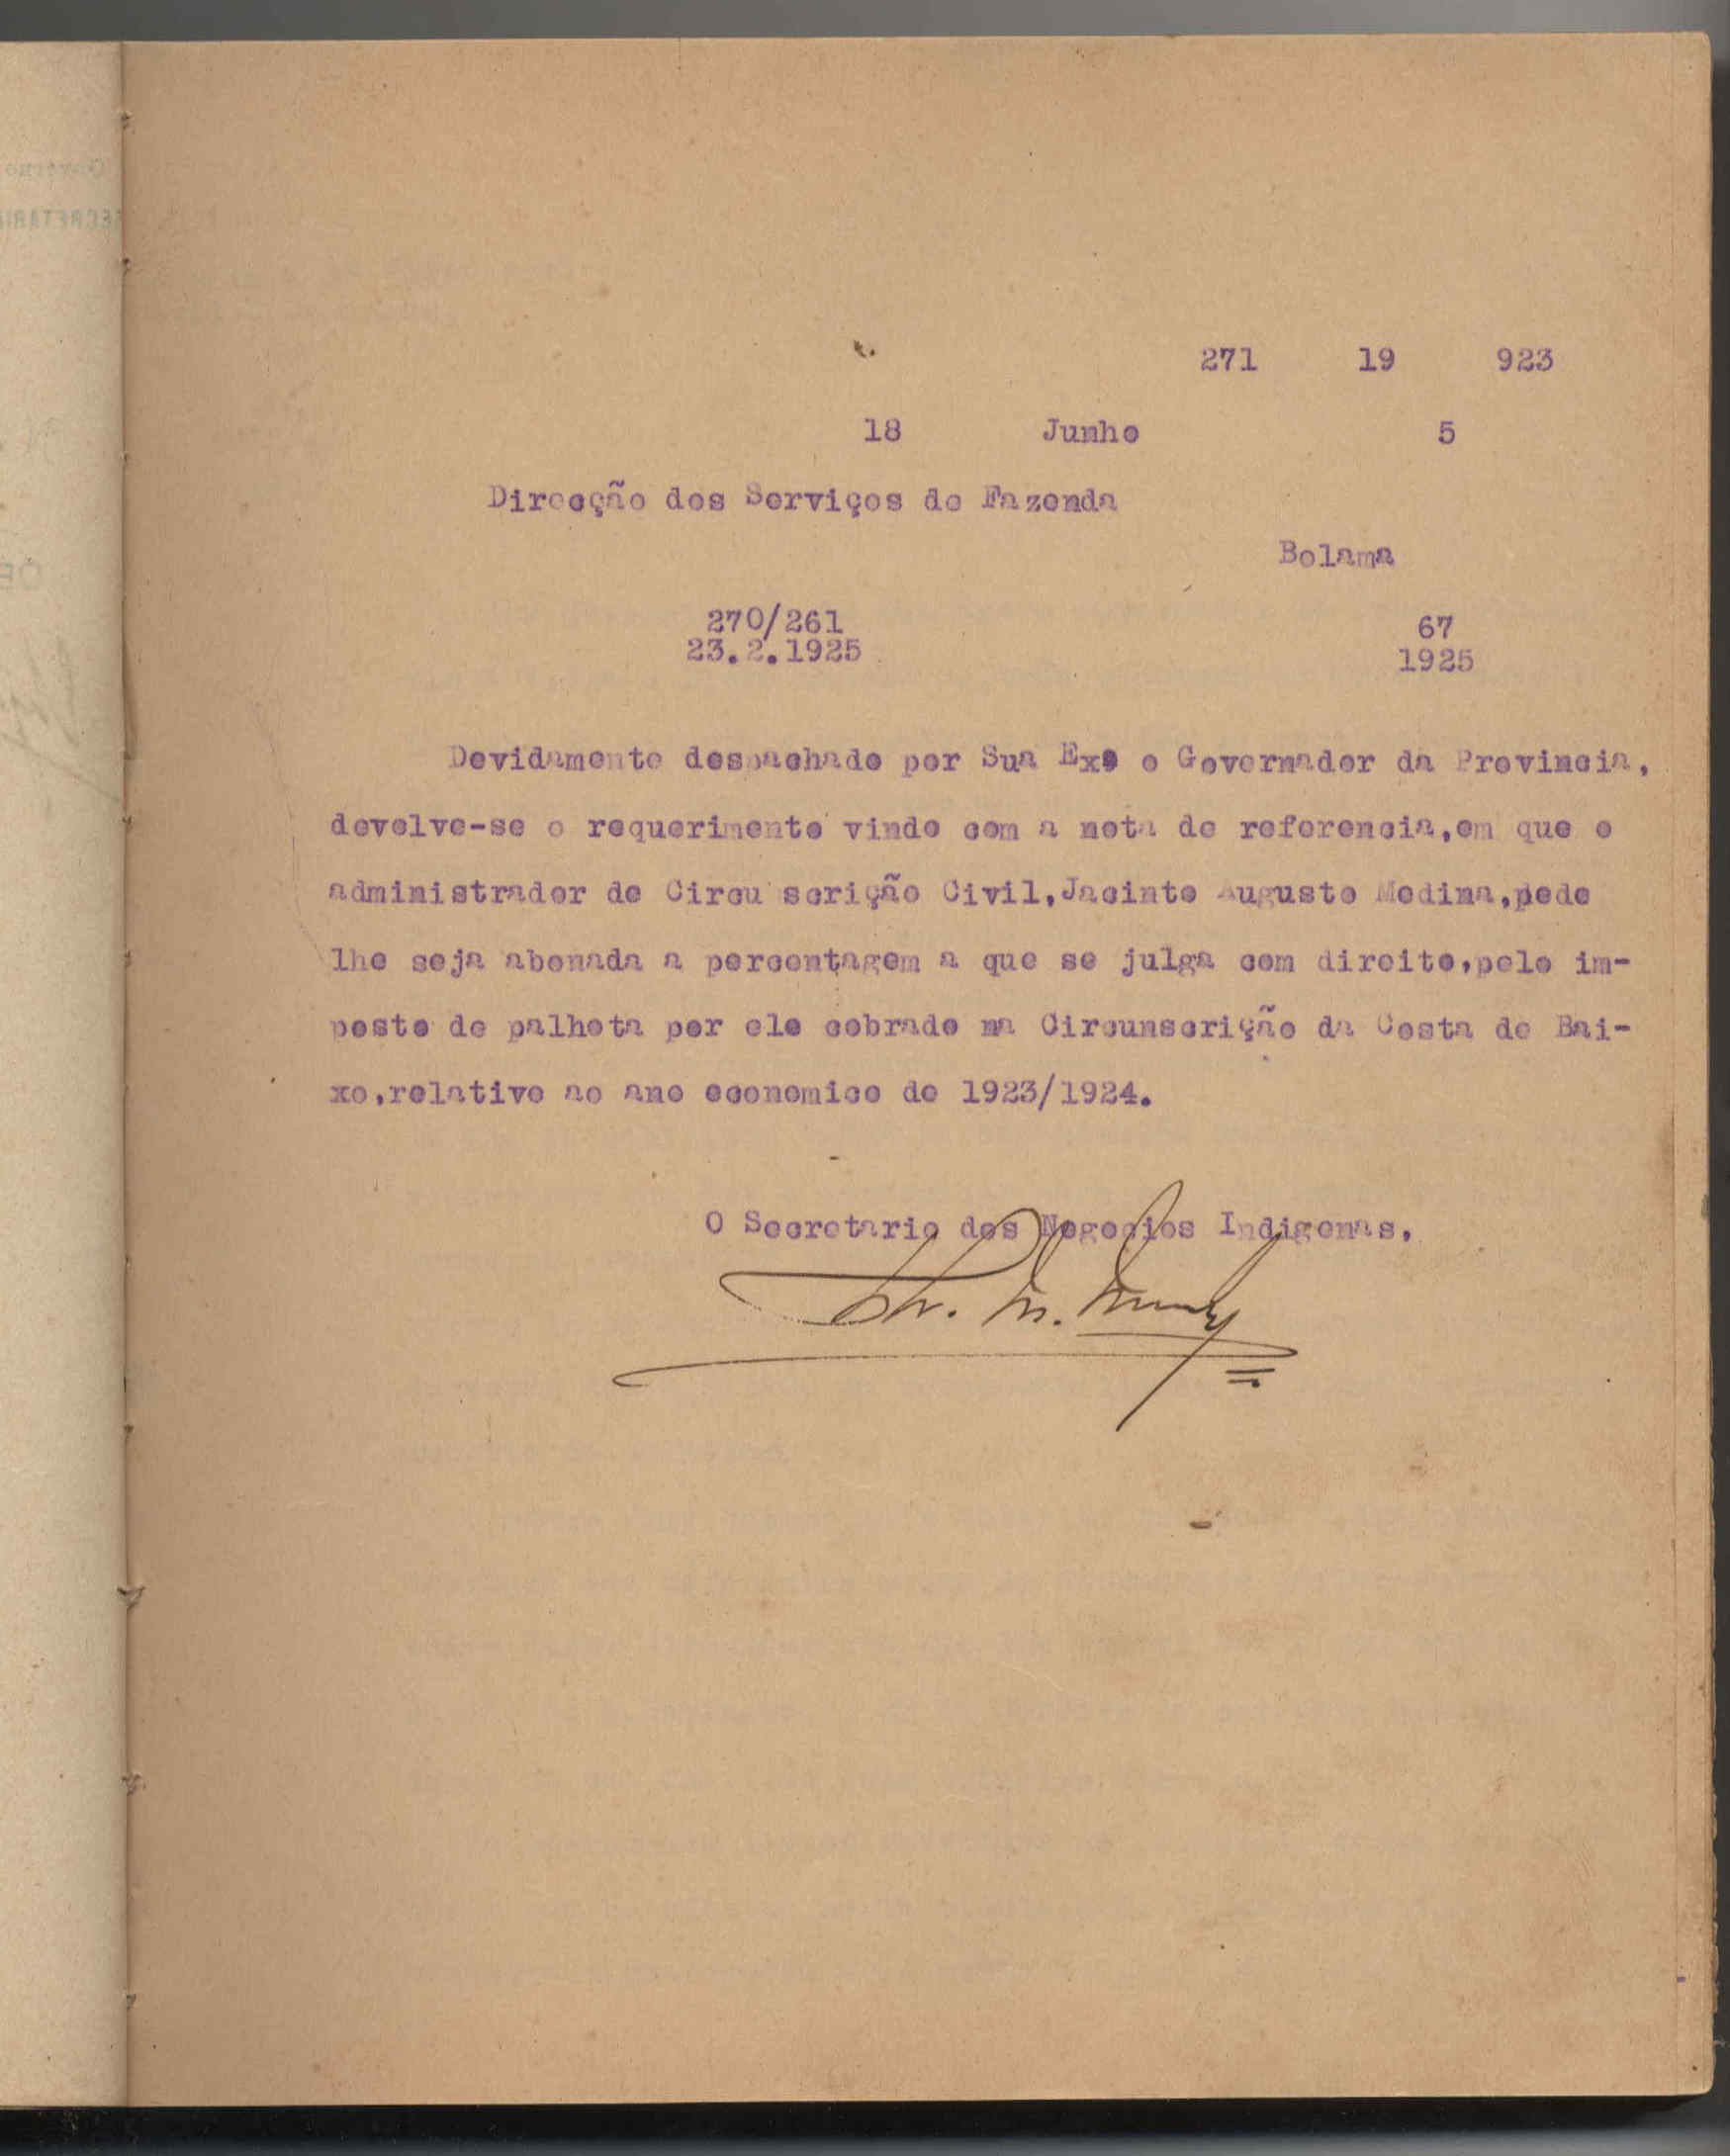 271 19 923
18 Junho 5
Direcção dos Serviços de Fazenda
Bolama
270/261
23.2.1925
67
1925
Devidamente despachado por Sua Exª o Governador da Provincia,
devolve-se o requerimento vindo com a nota de referencia,em que o
administrador de Circu scrição Civil,Jacinto Augusto Medina,pede
lhe seja abonada a percentagem a que se julga com direito,pelo im-
posto de palhota por ele cobrado na Circunscrição da Costa de Bai-
xo,relativo ao ano economico de 1923/1924.
O Secretario dos Negocios Indigenas,
SECRETARI
Governo